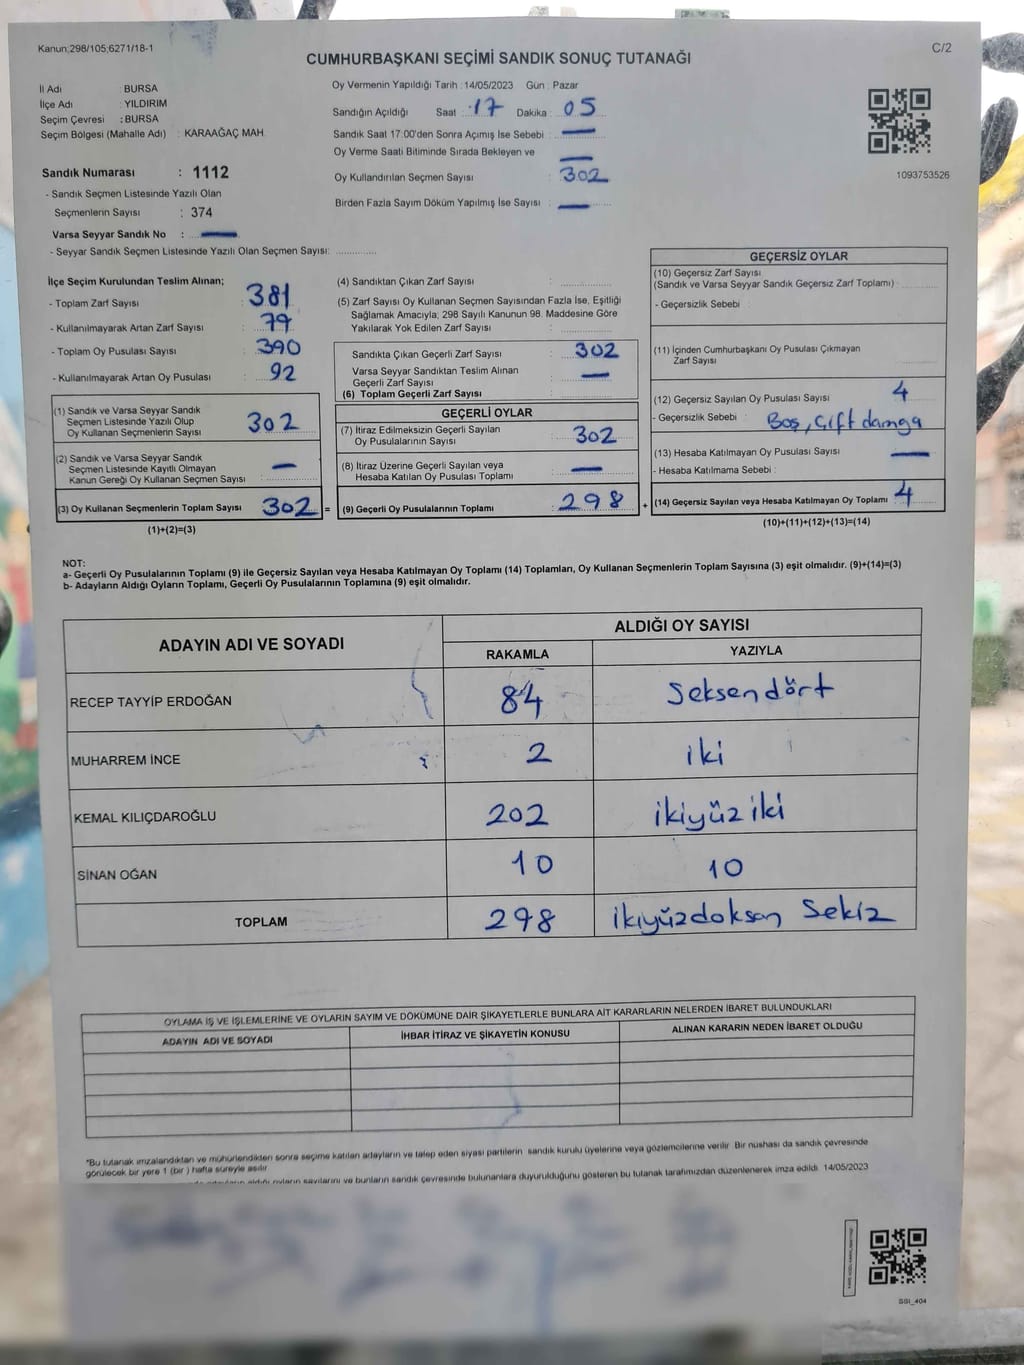 Kanun;298/105;6271/18-1
C/2
CUMHURBAŞKANI SEÇİMİ SANDIK SONUÇ TUTANAĞI
İl Adı : BURSA
İlçe Adı : YILDIRIM
Seçim Çevresi : BURSA
Seçim Bölgesi (Mahalle Adı) : KARAAĞAÇ MAH.
Sandık Numarası : 1112
- Sandık Seçmen Listesinde Yazılı Olan
Seçmenlerin Sayısı : 374
Varsa Seyyar Sandık No : —
- Seyyar Sandık Seçmen Listesinde Yazılı Olan Seçmen Sayısı:
Oy Vermenin Yapıldığı Tarih : 14/05/2023 Gün : Pazar
Sandığın Açıldığı Saat : 17 Dakika : 05
Sandık Saat 17:00'den Sonra Açımış İse Sebebi : —
Oy Verme Saati Bitiminde Sırada Bekleyen ve —
Oy Kullandırılan Seçmen Sayısı : 302
Birden Fazla Sayım Döküm Yapılmış İse Sayısı : —
1093753526
İlçe Seçim Kurulundan Teslim Alınan;
- Toplam Zarf Sayısı : 381
- Kullanılmayarak Artan Zarf Sayısı : 79
- Toplam Oy Pusulası Sayısı : 390
- Kullanılmayarak Artan Oy Pusulası : 92
(1) Sandık ve Varsa Seyyar Sandık
Seçmen Listesinde Yazılı Olup
Oy Kullanan Seçmenlerin Sayısı : 302
(2) Sandık ve Varsa Seyyar Sandık
Seçmen Listesinde Kayıtlı Olmayan
Kanun Gereği Oy Kullanan Seçmen Sayısı : —
(3) Oy Kullanan Seçmenlerin Toplam Sayısı 302 =
(1)+(2)=(3)
(4) Sandıktan Çıkan Zarf Sayısı :
(5) Zarf Sayısı Oy Kullanan Seçmen Sayısından Fazla İse, Eşitliği
Sağlamak Amacıyla; 298 Sayılı Kanunun 98. Maddesine Göre
Yakılarak Yok Edilen Zarf Sayısı :
Sandıkta Çıkan Geçerli Zarf Sayısı : 302
Varsa Seyyar Sandıktan Teslim Alınan
Geçerli Zarf Sayısı : —
(6) Toplam Geçerli Zarf Sayısı :
GEÇERLİ OYLAR
(7) İtiraz Edilmeksizin Geçerli Sayılan
Oy Pusulalarının Sayısı : 302
(8) İtiraz Üzerine Geçerli Sayılan veya
Hesaba Katılan Oy Pusulası Toplamı : —
(9) Geçerli Oy Pusulalarının Toplamı : 298 +
GEÇERSİZ OYLAR
(10) Geçersiz Zarf Sayısı
(Sandık ve Varsa Seyyar Sandık Geçersiz Zarf Toplamı) :
- Geçersizlik Sebebi :
(11) İçinden Cumhurbaşkanı Oy Pusulası Çıkmayan
Zarf Sayısı :
(12) Geçersiz Sayılan Oy Pusulası Sayısı : 4
- Geçersizlik Sebebi : Boş, Çift damga
(13) Hesaba Katılmayan Oy Pusulası Sayısı : —
- Hesaba Katılmama Sebebi :
(14) Geçersiz Sayılan veya Hesaba Katılmayan Oy Toplamı : 4
(10)+(11)+(12)+(13)=(14)
NOT:
a- Geçerli Oy Pusulalarının Toplamı (9) ile Geçersiz Sayılan veya Hesaba Katılmayan Oy Toplamı (14) Toplamları, Oy Kullanan Seçmenlerin Toplam Sayısına (3) eşit olmalıdır. (9)+(14)=(3)
b- Adayların Aldığı Oyların Toplamı, Geçerli Oy Pusulalarının Toplamına (9) eşit olmalıdır.
ADAYIN ADI VE SOYADI ALDIĞI OY SAYISI
RAKAMLA YAZIYLA
RECEP TAYYİP ERDOĞAN 84 Seksendört
MUHARREM İNCE 2 iki
KEMAL KILIÇDAROĞLU 202 ikiyüz iki
SİNAN OĞAN 10 10
TOPLAM 298 ikiyüzdoksan Sekiz
OYLAMA İŞ VE İŞLEMLERİNE VE OYLARIN SAYIM VE DÖKÜMÜNE DAİR ŞİKAYETLERLE BUNLARA AİT KARARLARIN NELERDEN İBARET BULUNDUKLARI
ADAYIN ADI VE SOYADI İHBAR İTİRAZ VE ŞİKAYETİN KONUSU ALINAN KARARIN NEDEN İBARET OLDUĞU
*Bu tutanak imzalandıktan ve mühürlendikten sonra seçime katılan adayların ve talep eden siyasi partilerin sandık kurulu üyelerine veya gözlemcilerine verilir. Bir nüshası da sandık çevresinde
görülecek bir yere 1 (bir) hafta süreyle asılır.
aldığı oyların sayılarını ve bunların sandık çevresinde bulunanlara duyurulduğunu gösteren bu tutanak tarafımızdan düzenlenerek imza edildi. 14/05/2023
SSI_404